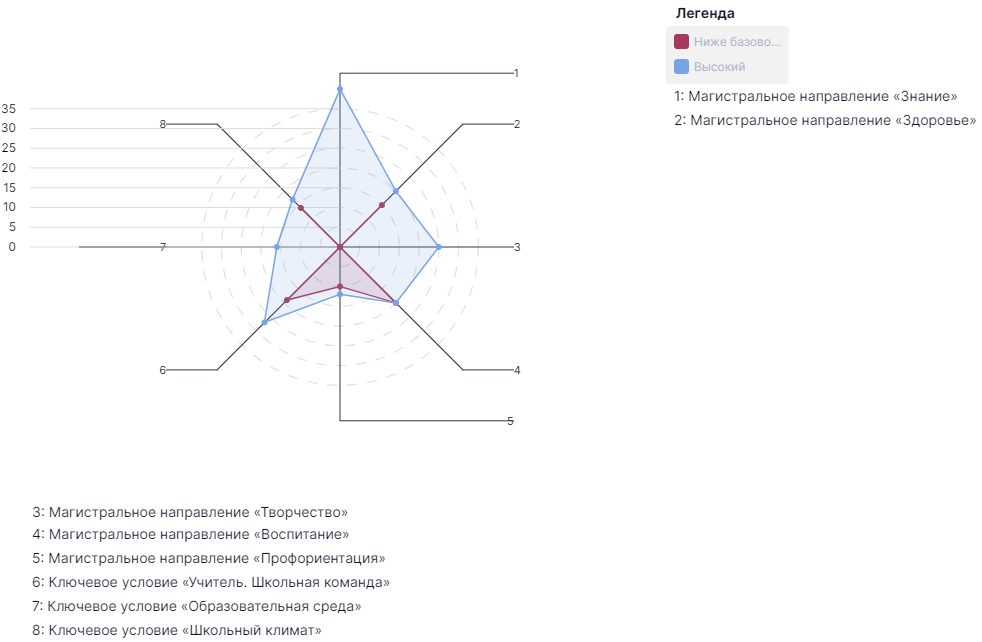 Легенда
Ниже базово...
Высокий
1: Магистральное направление «Знание»
2: Магистральное направление «Здоровье»
1
2
3
4
5
6
7
8
35
30
25
20
15
10
5
0
3: Магистральное направление «Творчество»
4: Магистральное направление «Воспитание»
5: Магистральное направление «Профориентация»
6: Ключевое условие «Учитель. Школьная команда»
7: Ключевое условие «Образовательная среда»
8: Ключевое условие «Школьный климат»